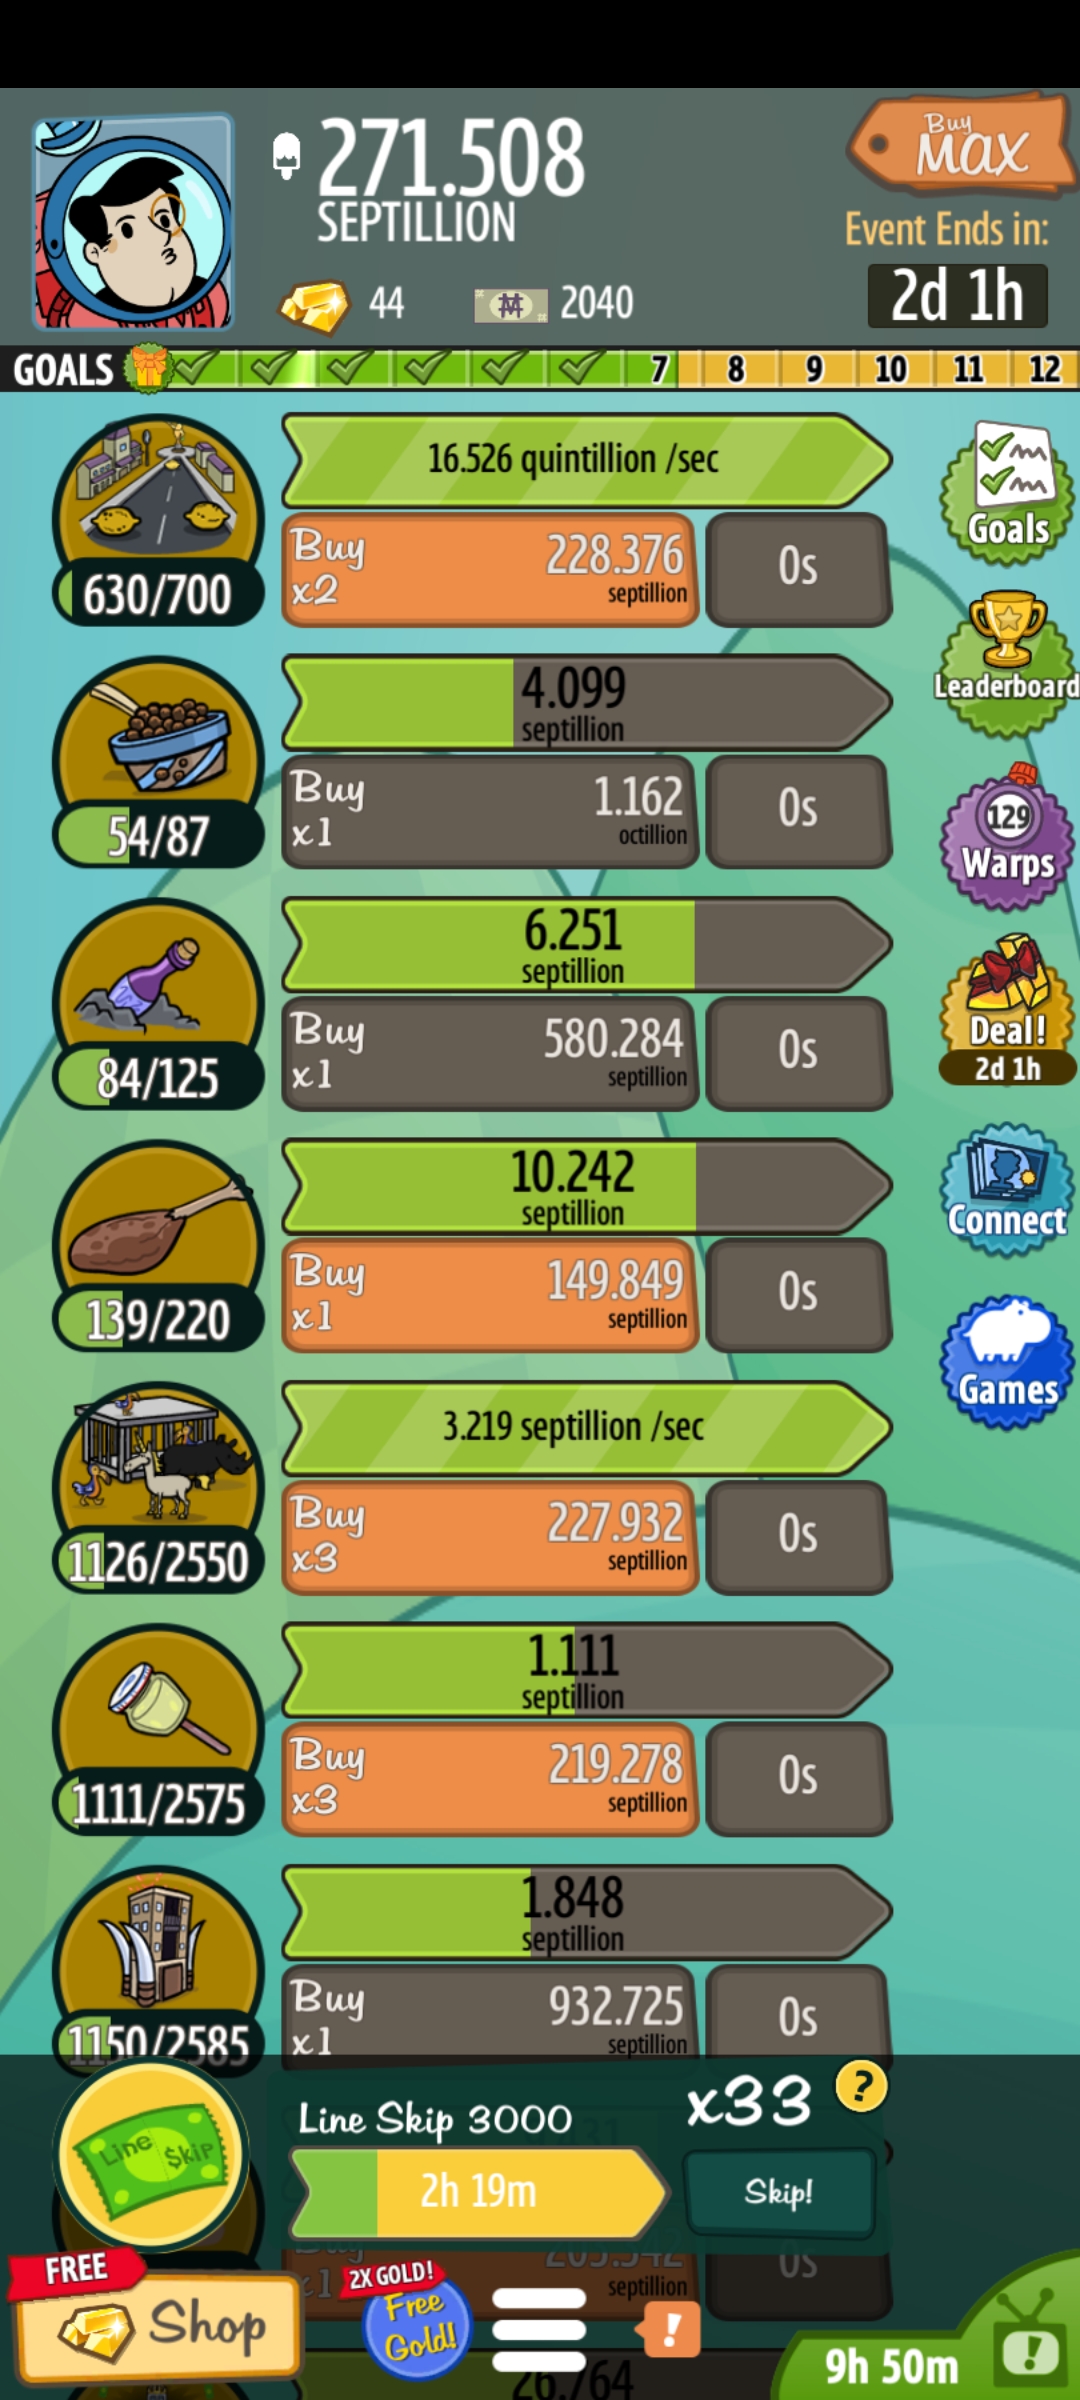 271.508
SEPTILLION
Buy
MAX
Event Ends in:
2d 1h
44
2040
GOALS
7
8
9
10
11
12
16.526 quintillion /sec
Buy
x2
228.376
septillion
0s
630/700
Goals
Leaderboard
4.099
septillion
Buy
x1
1.162
octillion
0s
54/87
129
Warps
6.251
septillion
Buy
x1
580.284
septillion
0s
84/125
Deal!
2d 1h
10.242
septillion
Buy
x1
149.849
septillion
0s
139/220
Connect
Games
3.219 septillion /sec
Buy
x3
227.932
septillion
0s
1126/2550
1.111
septillion
Buy
x3
219.278
septillion
0s
1111/2575
1.848
septillion
Buy
x1
932.725
septillion
0s
1150/2585
Line Skip
Line Skip 3000
x33
?
2h 19m
Skip!
Buy
x1
septillion
0s
FREE
Shop
2X GOLD!
Free
Gold!
!
26.764
9h 50m
!